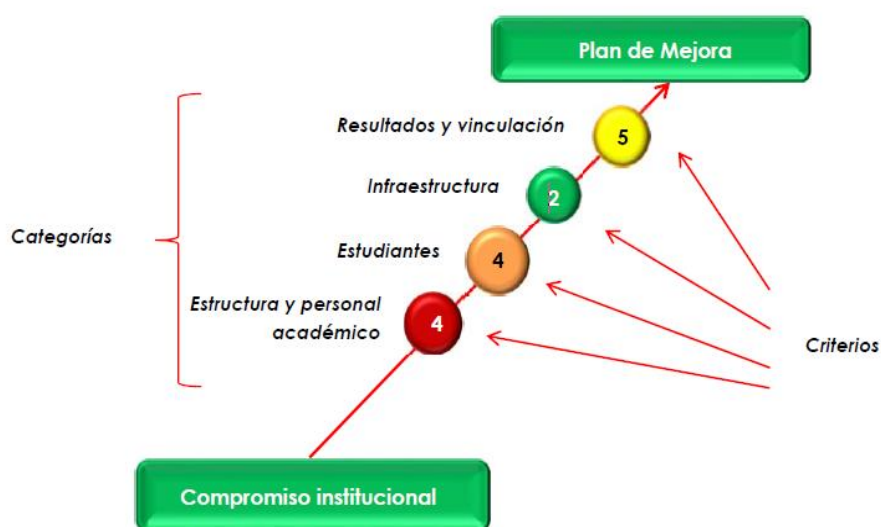 Plan de Mejora
Resultados y vinculación
5
Infraestructura
2
Categorías
Estudiantes
4
Estructura y personal
académico
4
Criterios
Compromiso institucional